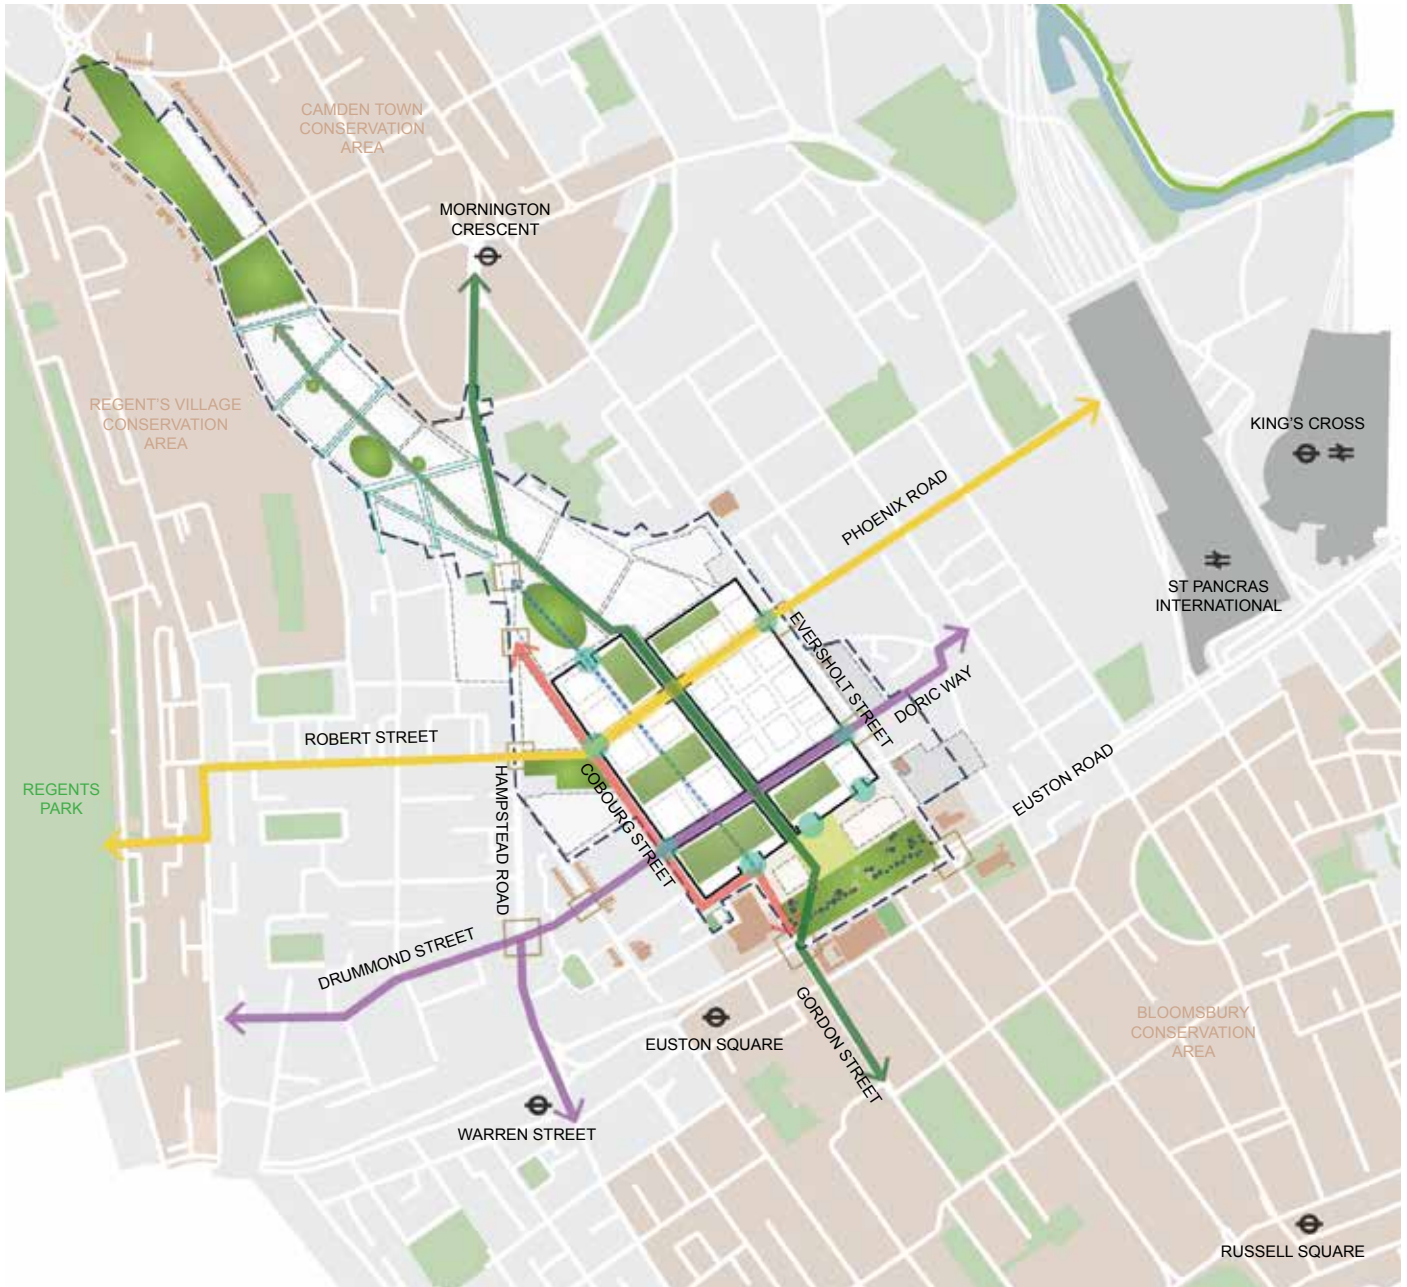 CAMDEN TOWN
CONSERVATION
AREA
MORNINGTON
CRESCENT
REGENT'S VILLAGE
CONSERVATION
AREA
KING'S CROSS
PHOENIX ROAD
ST PANCRAS
INTERNATIONAL
EVERSHOLT STREET
DORIC WAY
ROBERT STREET
REGENTS
PARK
HAMPSTEAD ROAD
COBOURG STREET
EUSTON ROAD
DRUMMOND STREET
GORDON STREET
EUSTON SQUARE
BLOOMSBURY
CONSERVATION
AREA
WARREN STREET
RUSSELL SQUARE